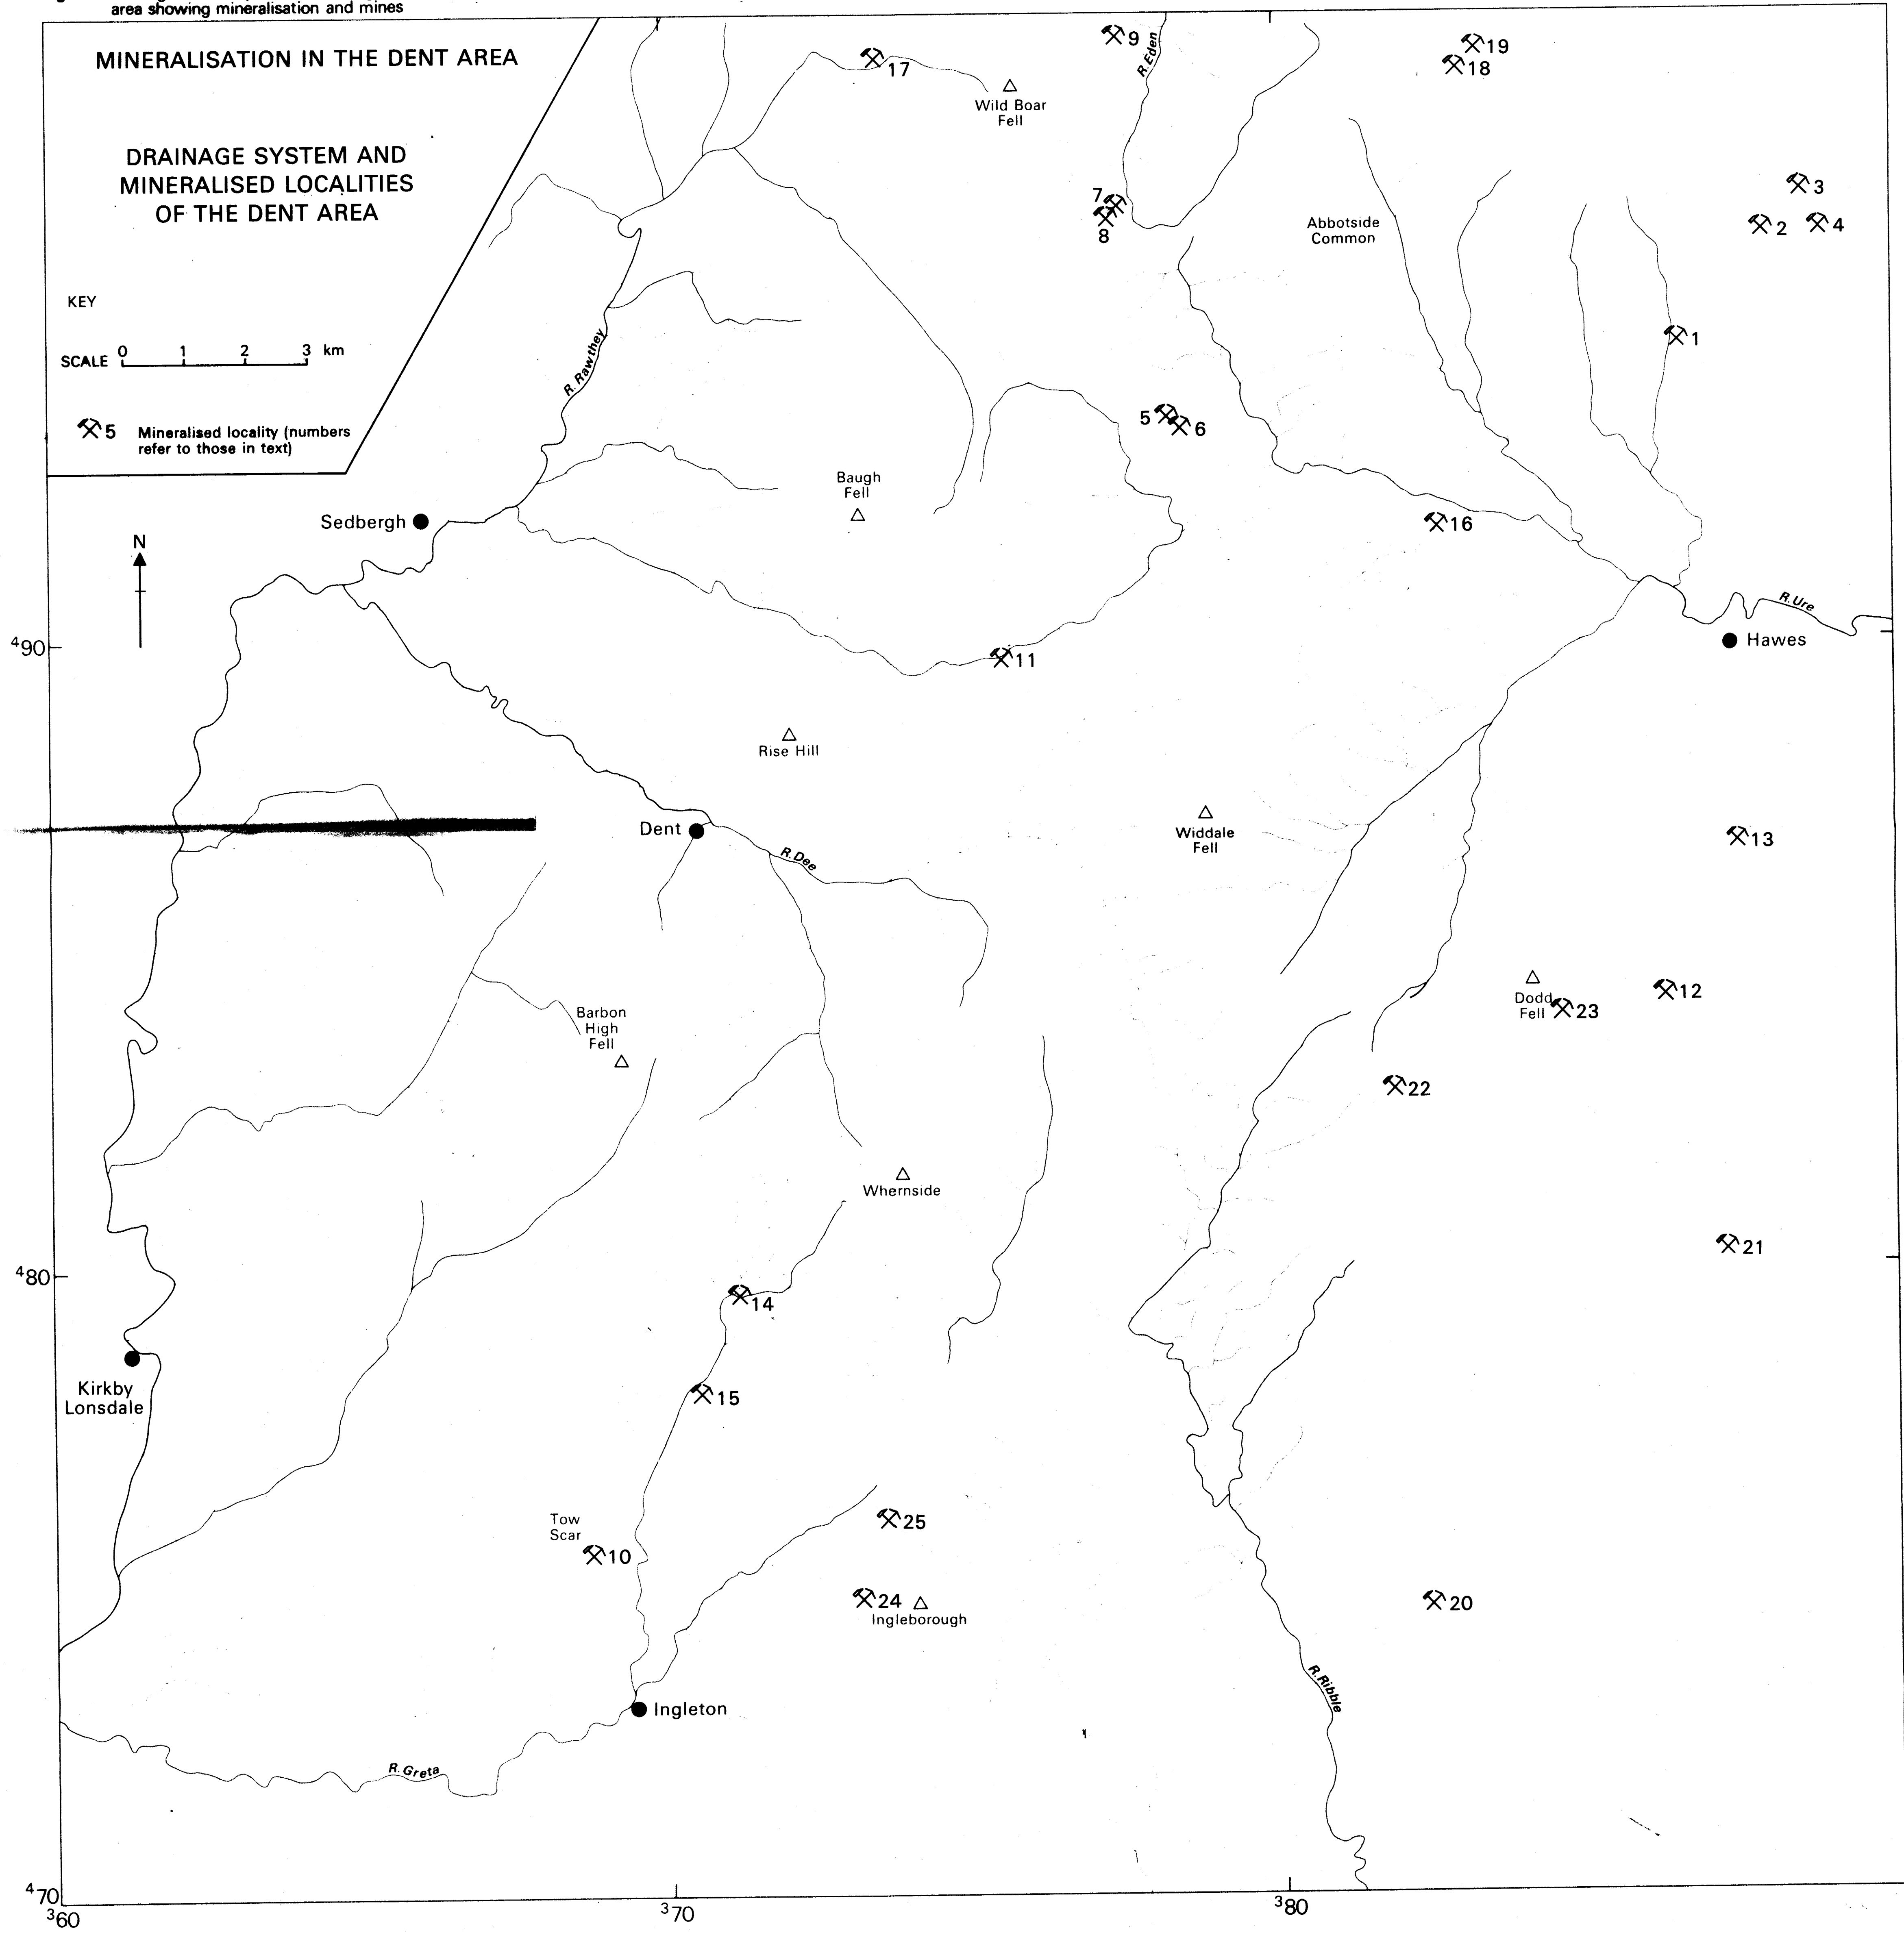 area showing mineralisation and mines
MINERALISATION IN THE DENT AREA
DRAINAGE SYSTEM AND
MINERALISED LOCALITIES
OF THE DENT AREA
KEY
SCALE 0 1 2 3 km
5 Mineralised locality (numbers
refer to those in text)
N
17
9
R. Eden
19
18
Wild Boar
Fell
3
2
4
7
8
Abbotside
Common
1
R. Rawthey
5
6
Baugh
Fell
Sedbergh
16
R. Ure
Hawes
490
11
Rise Hill
Dent
R. Dee
Widdale
Fell
13
Barbon
High
Fell
Dodd
Fell
23
12
22
Whernside
21
480
14
Kirkby
Lonsdale
15
Tow
Scar
10
25
24
Ingleborough
20
R. Ribble
Ingleton
R. Greta
470
360
370
380